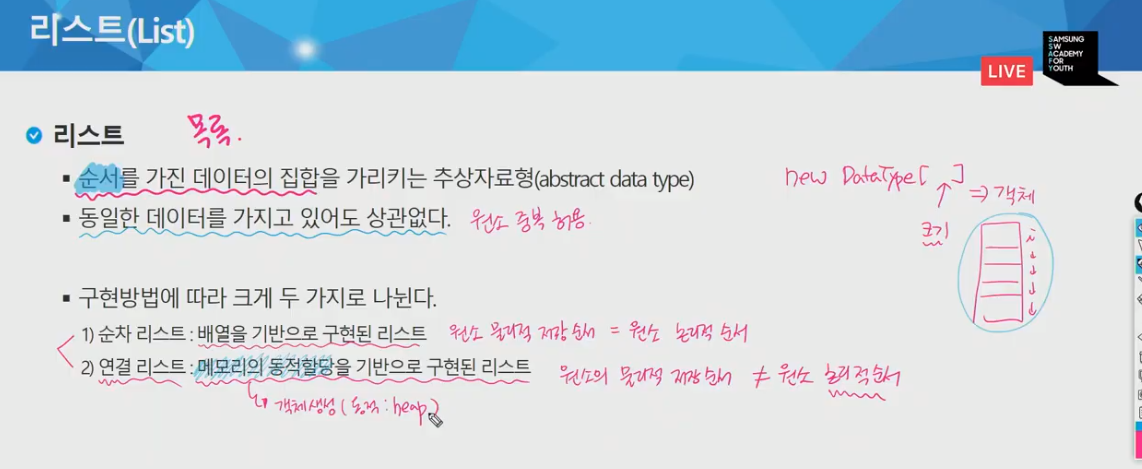 리스트(List)
LIVE
SAMSUNG
SW
ACADEMY
FOR
YOUTH
리스트 목록.
순서를 가진 데이터의 집합을 가리키는 추상자료형(abstract data type)
new DataType[ ]
⇒ 객체
크기
동일한 데이터를 가지고 있어도 상관없다. 원소 중복 허용.
구현방법에 따라 크게 두 가지로 나뉜다.
1) 순차 리스트 : 배열을 기반으로 구현된 리스트 원소 물리적 저장순서 = 원소 논리적 순서
2) 연결 리스트 : 메모리의 동적할당을 기반으로 구현된 리스트 원소의 물리적 저장순서 ≠ 원소 논리적 순서
객체생성 (동적 : heap)